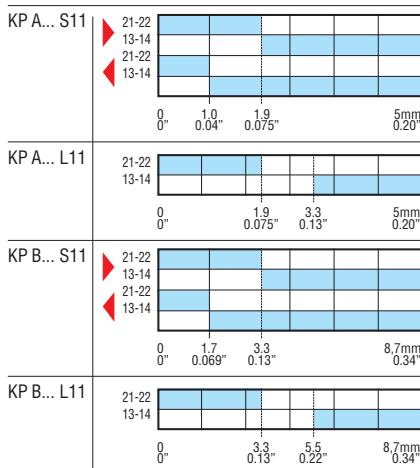 KP A... S11
21-22
13-14
21-22
13-14
0 1.0 1.9 5mm
0" 0.04" 0.075" 0.20"
KP A... L11
21-22
13-14
0 1.9 3.3 5mm
0" 0.075" 0.13" 0.20"
KP B... S11
21-22
13-14
21-22
13-14
0 1.7 3.3 8,7mm
0" 0.069" 0.13" 0.34"
KP B... L11
21-22
13-14
0 3.3 5.5 8,7mm
0" 0.13" 0.22" 0.34"